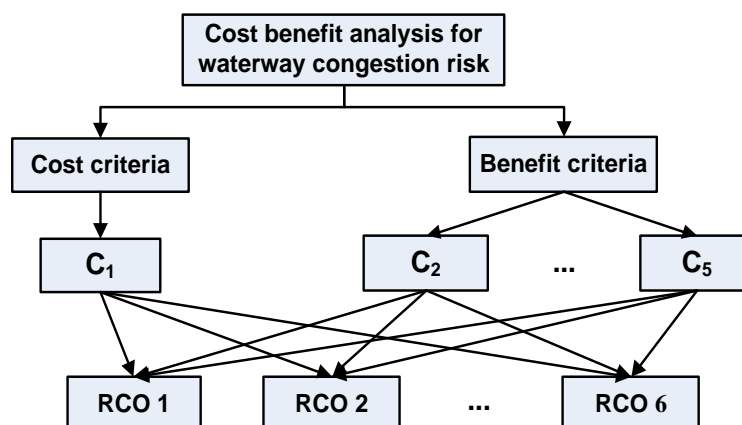 Cost benefit analysis for
waterway congestion risk
Cost criteria
Benefit criteria
C₁
C₂
...
C₅
RCO 1
RCO 2
...
RCO 6